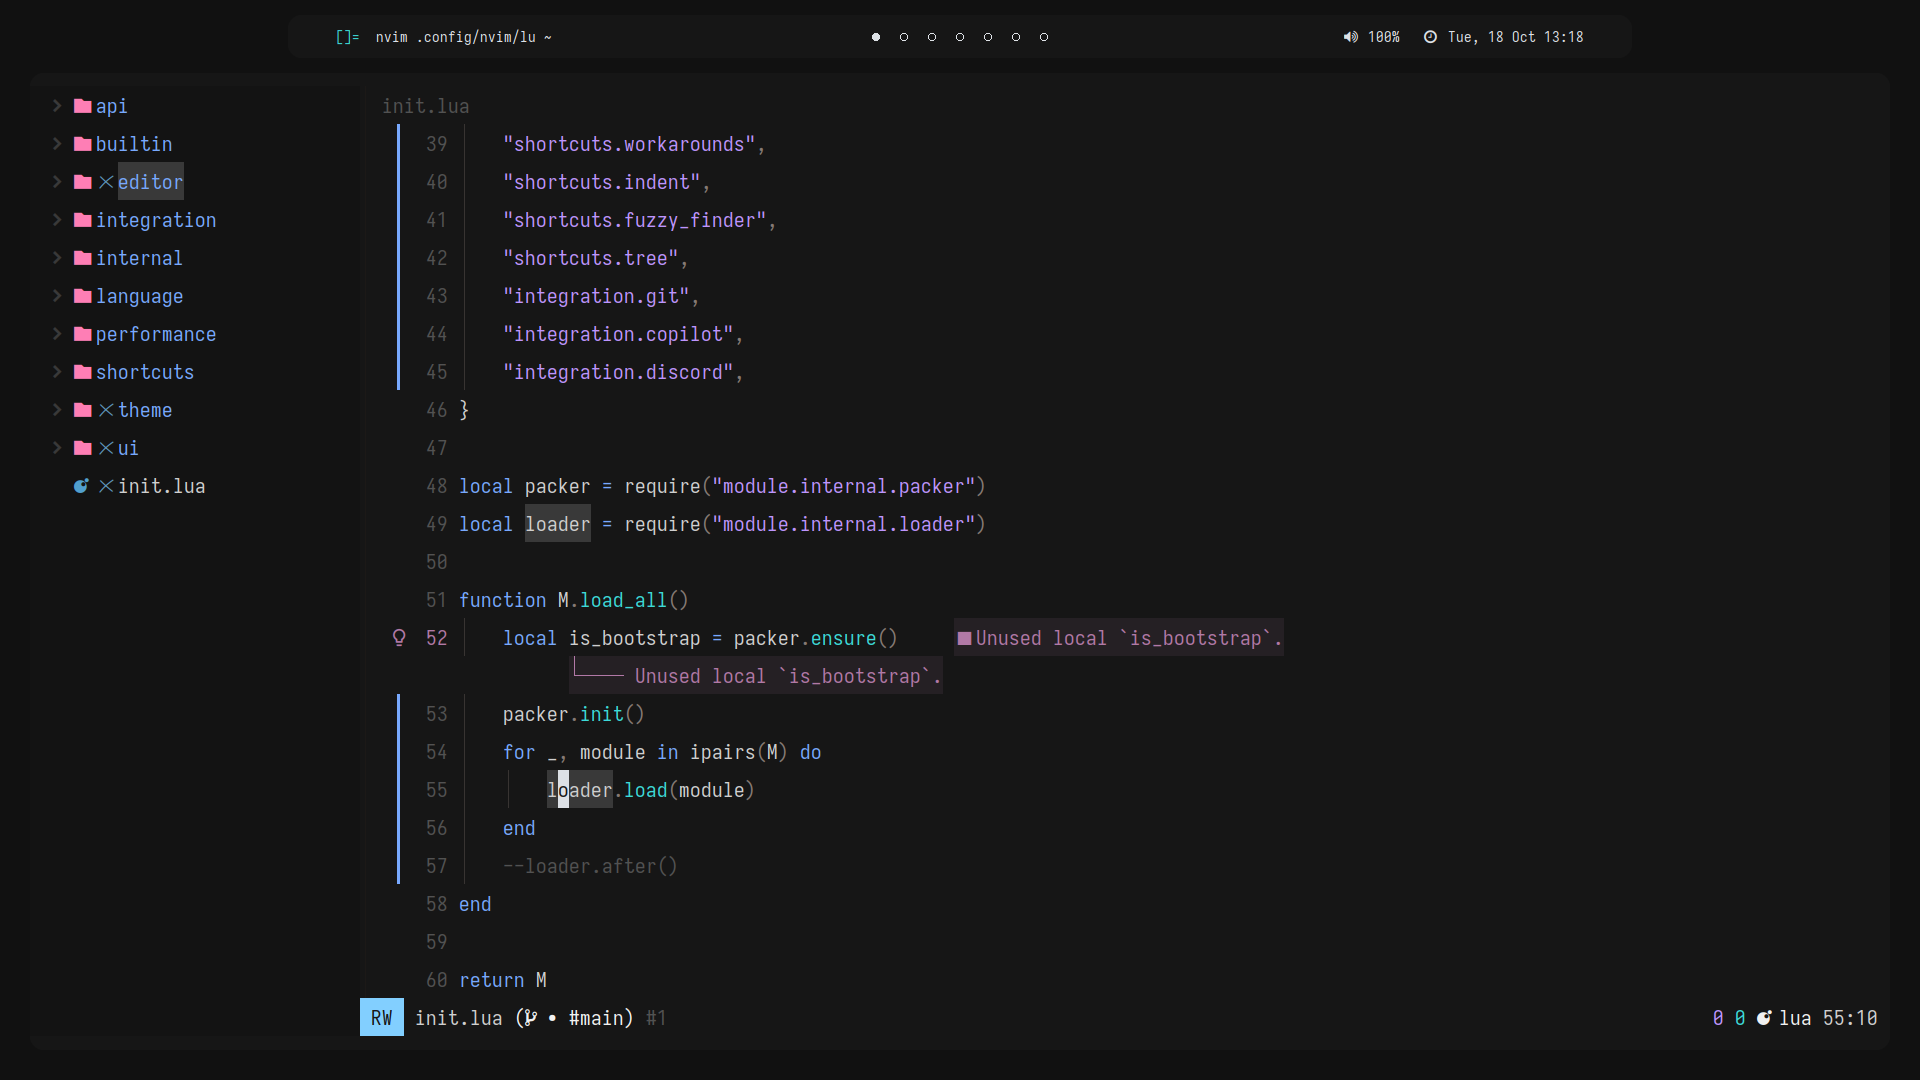 []= nvim .config/nvim/lu ~
100% Tue, 18 Oct 13:18
api
builtin
editor
integration
internal
language
performance
shortcuts
theme
ui
init.lua
init.lua
39 "shortcuts.workarounds",
40 "shortcuts.indent",
41 "shortcuts.fuzzy_finder",
42 "shortcuts.tree",
43 "integration.git",
44 "integration.copilot",
45 "integration.discord",
46 }
47
48 local packer = require("module.internal.packer")
49 local loader = require("module.internal.loader")
50
51 function M.load_all()
52 local is_bootstrap = packer.ensure() ■Unused local `is_bootstrap`.
└──── Unused local `is_bootstrap`.
53 packer.init()
54 for _, module in ipairs(M) do
55 loader.load(module)
56 end
57 --loader.after()
58 end
59
60 return M
RW init.lua ( • #main) #1
0 0 lua 55:10